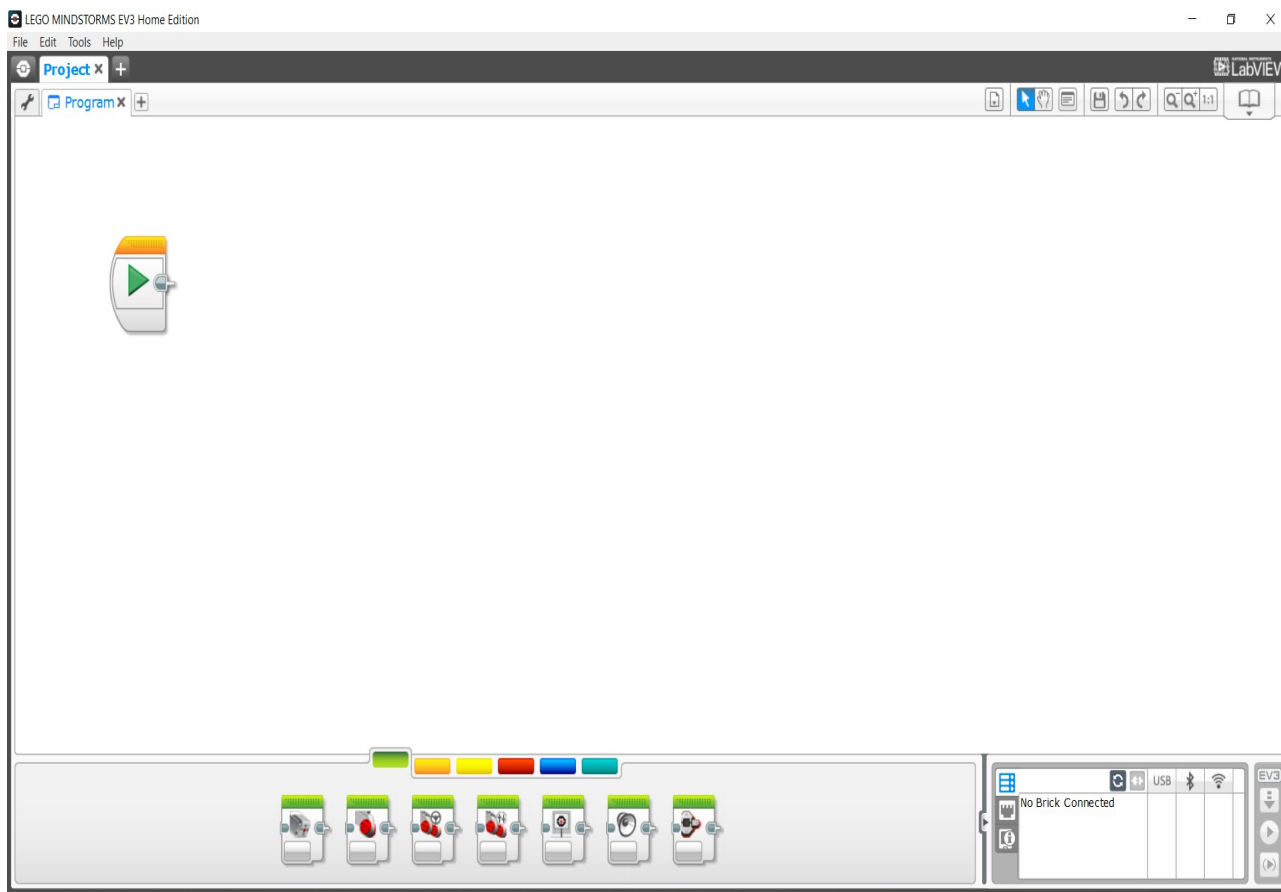 LEGO MINDSTORMS EV3 Home Edition
File Edit Tools Help
Project
LabVIEW
Program
1:1
USB
No Brick Connected
EV3